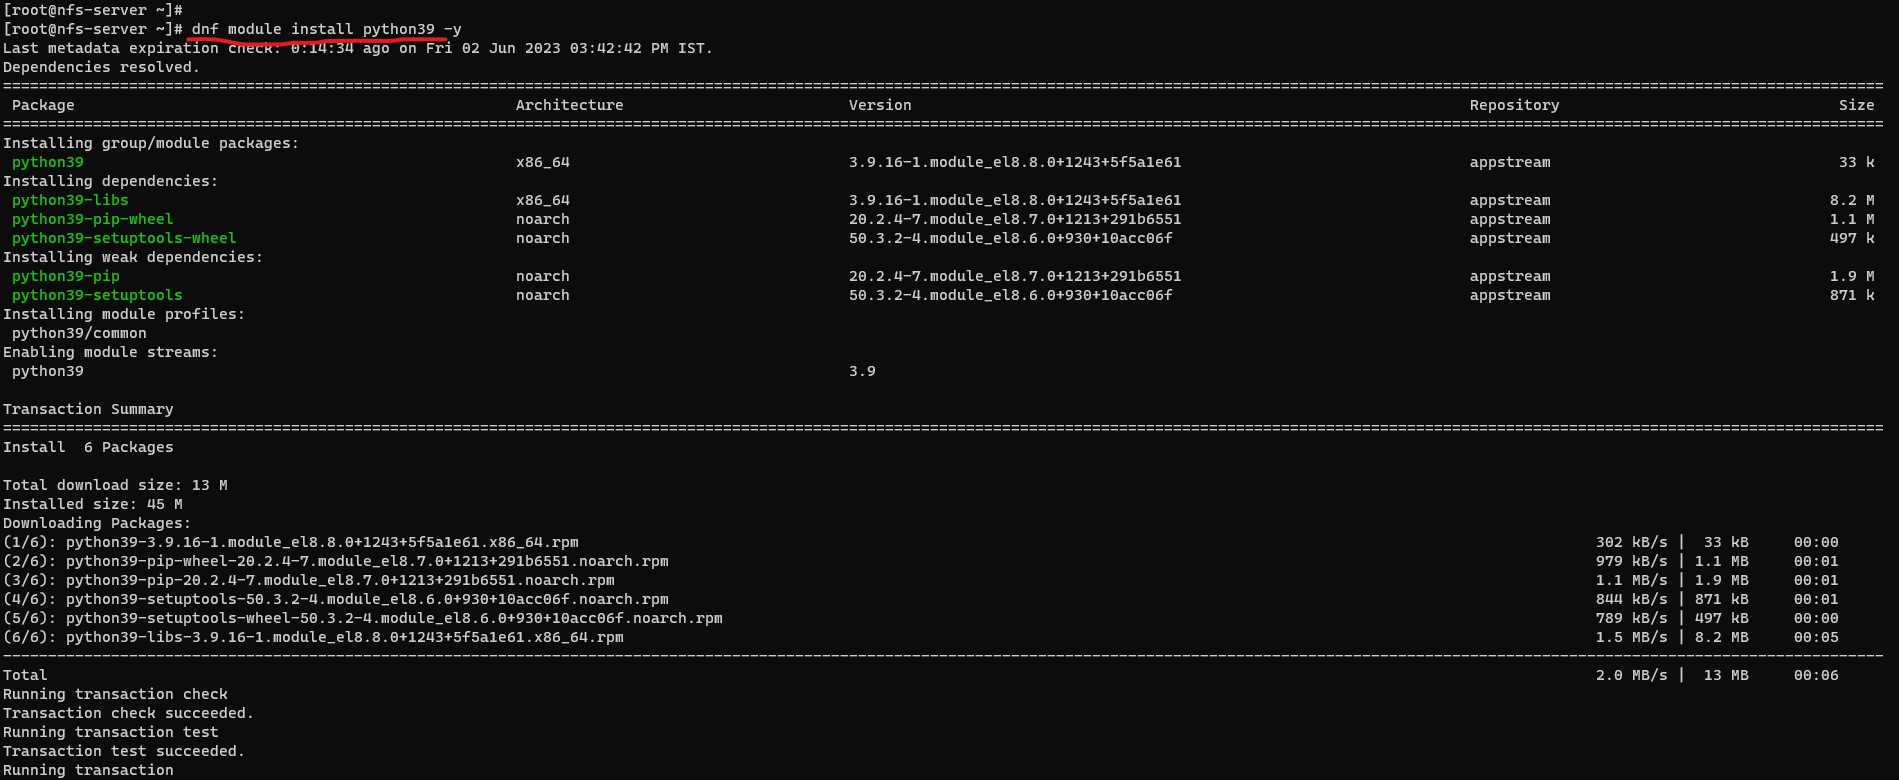 [root@nfs-server ~]#
[root@nfs-server ~]# dnf module install python39 -y
Last metadata expiration check: 0:14:34 ago on Fri 02 Jun 2023 03:42:42 PM IST.
Dependencies resolved.
================================================================================
Package Architecture Version Repository Size
================================================================================
Installing group/module packages:
python39 x86_64 3.9.16-1.module_el8.8.0+1243+5f5a1e61 appstream 33 k
Installing dependencies:
python39-libs x86_64 3.9.16-1.module_el8.8.0+1243+5f5a1e61 appstream 8.2 M
python39-pip-wheel noarch 20.2.4-7.module_el8.7.0+1213+291b6551 appstream 1.1 M
python39-setuptools-wheel noarch 50.3.2-4.module_el8.6.0+930+10acc06f appstream 497 k
Installing weak dependencies:
python39-pip noarch 20.2.4-7.module_el8.7.0+1213+291b6551 appstream 1.9 M
python39-setuptools noarch 50.3.2-4.module_el8.6.0+930+10acc06f appstream 871 k
Installing module profiles:
python39/common
Enabling module streams:
python39 3.9
Transaction Summary
================================================================================
Install 6 Packages
Total download size: 13 M
Installed size: 45 M
Downloading Packages:
(1/6): python39-3.9.16-1.module_el8.8.0+1243+5f5a1e61.x86_64.rpm 302 kB/s | 33 kB 00:00
(2/6): python39-pip-wheel-20.2.4-7.module_el8.7.0+1213+291b6551.noarch.rpm 979 kB/s | 1.1 MB 00:01
(3/6): python39-pip-20.2.4-7.module_el8.7.0+1213+291b6551.noarch.rpm 1.1 MB/s | 1.9 MB 00:01
(4/6): python39-setuptools-50.3.2-4.module_el8.6.0+930+10acc06f.noarch.rpm 844 kB/s | 871 kB 00:01
(5/6): python39-setuptools-wheel-50.3.2-4.module_el8.6.0+930+10acc06f.noarch.rpm 789 kB/s | 497 kB 00:00
(6/6): python39-libs-3.9.16-1.module_el8.8.0+1243+5f5a1e61.x86_64.rpm 1.5 MB/s | 8.2 MB 00:05
--------------------------------------------------------------------------------
Total 2.0 MB/s | 13 MB 00:06
Running transaction check
Transaction check succeeded.
Running transaction test
Transaction test succeeded.
Running transaction